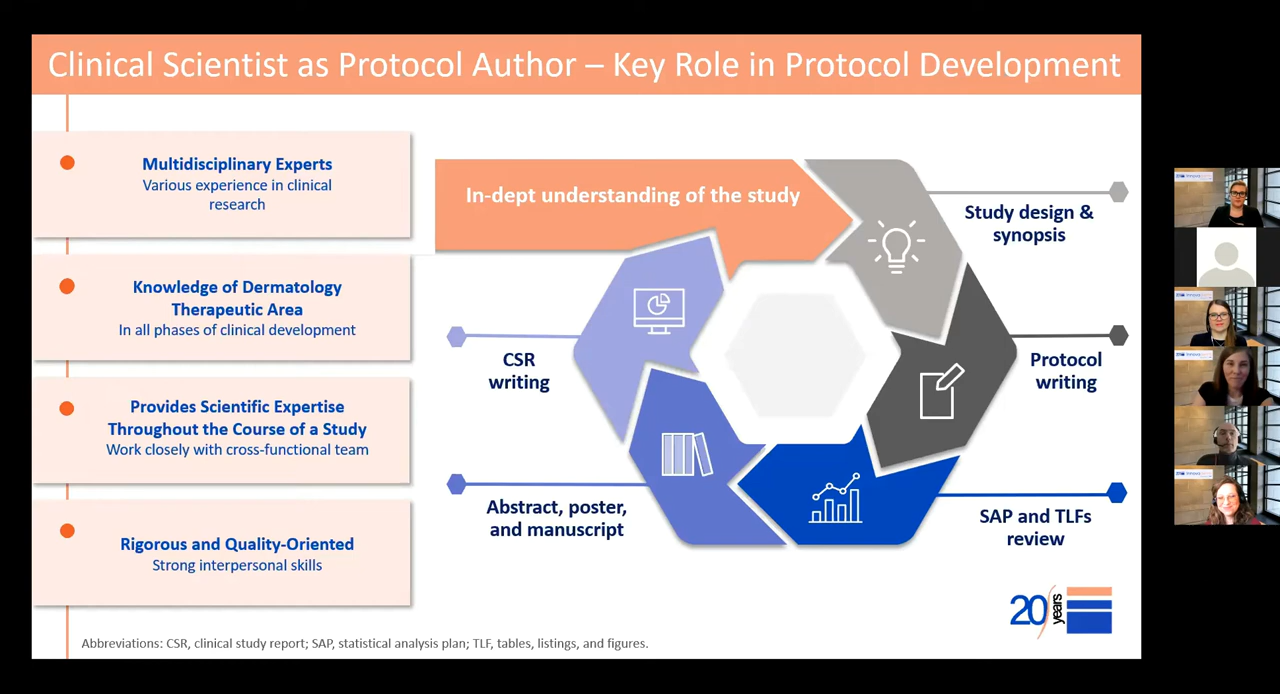 Clinical Scientist as Protocol Author – Key Role in Protocol Development
Multidisciplinary Experts
Various experience in clinical
research
Knowledge of Dermatology
Therapeutic Area
In all phases of clinical development
Provides Scientific Expertise
Throughout the Course of a Study
Work closely with cross-functional team
Rigorous and Quality-Oriented
Strong interpersonal skills
In-dept understanding of the study
Study design &
synopsis
Protocol
writing
SAP and TLFs
review
Abstract, poster,
and manuscript
CSR
writing
20 years
Abbreviations: CSR, clinical study report; SAP, statistical analysis plan; TLF, tables, listings, and figures.